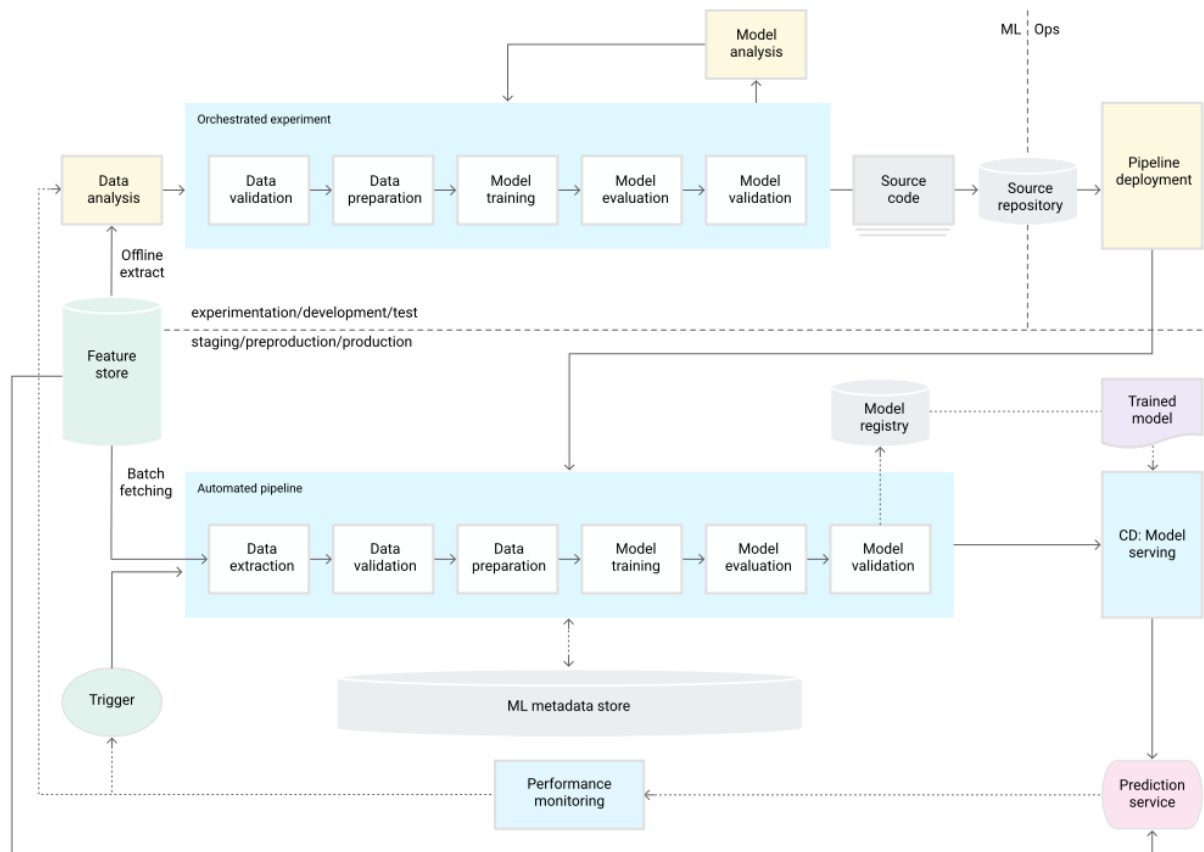 Model
analysis
ML
Ops
Orchestrated experiment
Data
analysis
Data
validation
Data
preparation
Model
training
Model
evaluation
Model
validation
Source
code
Source
repository
Pipeline
deployment
Offline
extract
experimentation/development/test
staging/preproduction/production
Feature
store
Model
registry
Trained
model
Batch
fetching
Automated pipeline
Data
extraction
Data
validation
Data
preparation
Model
training
Model
evaluation
Model
validation
CD: Model
serving
Trigger
ML metadata store
Performance
monitoring
Prediction
service